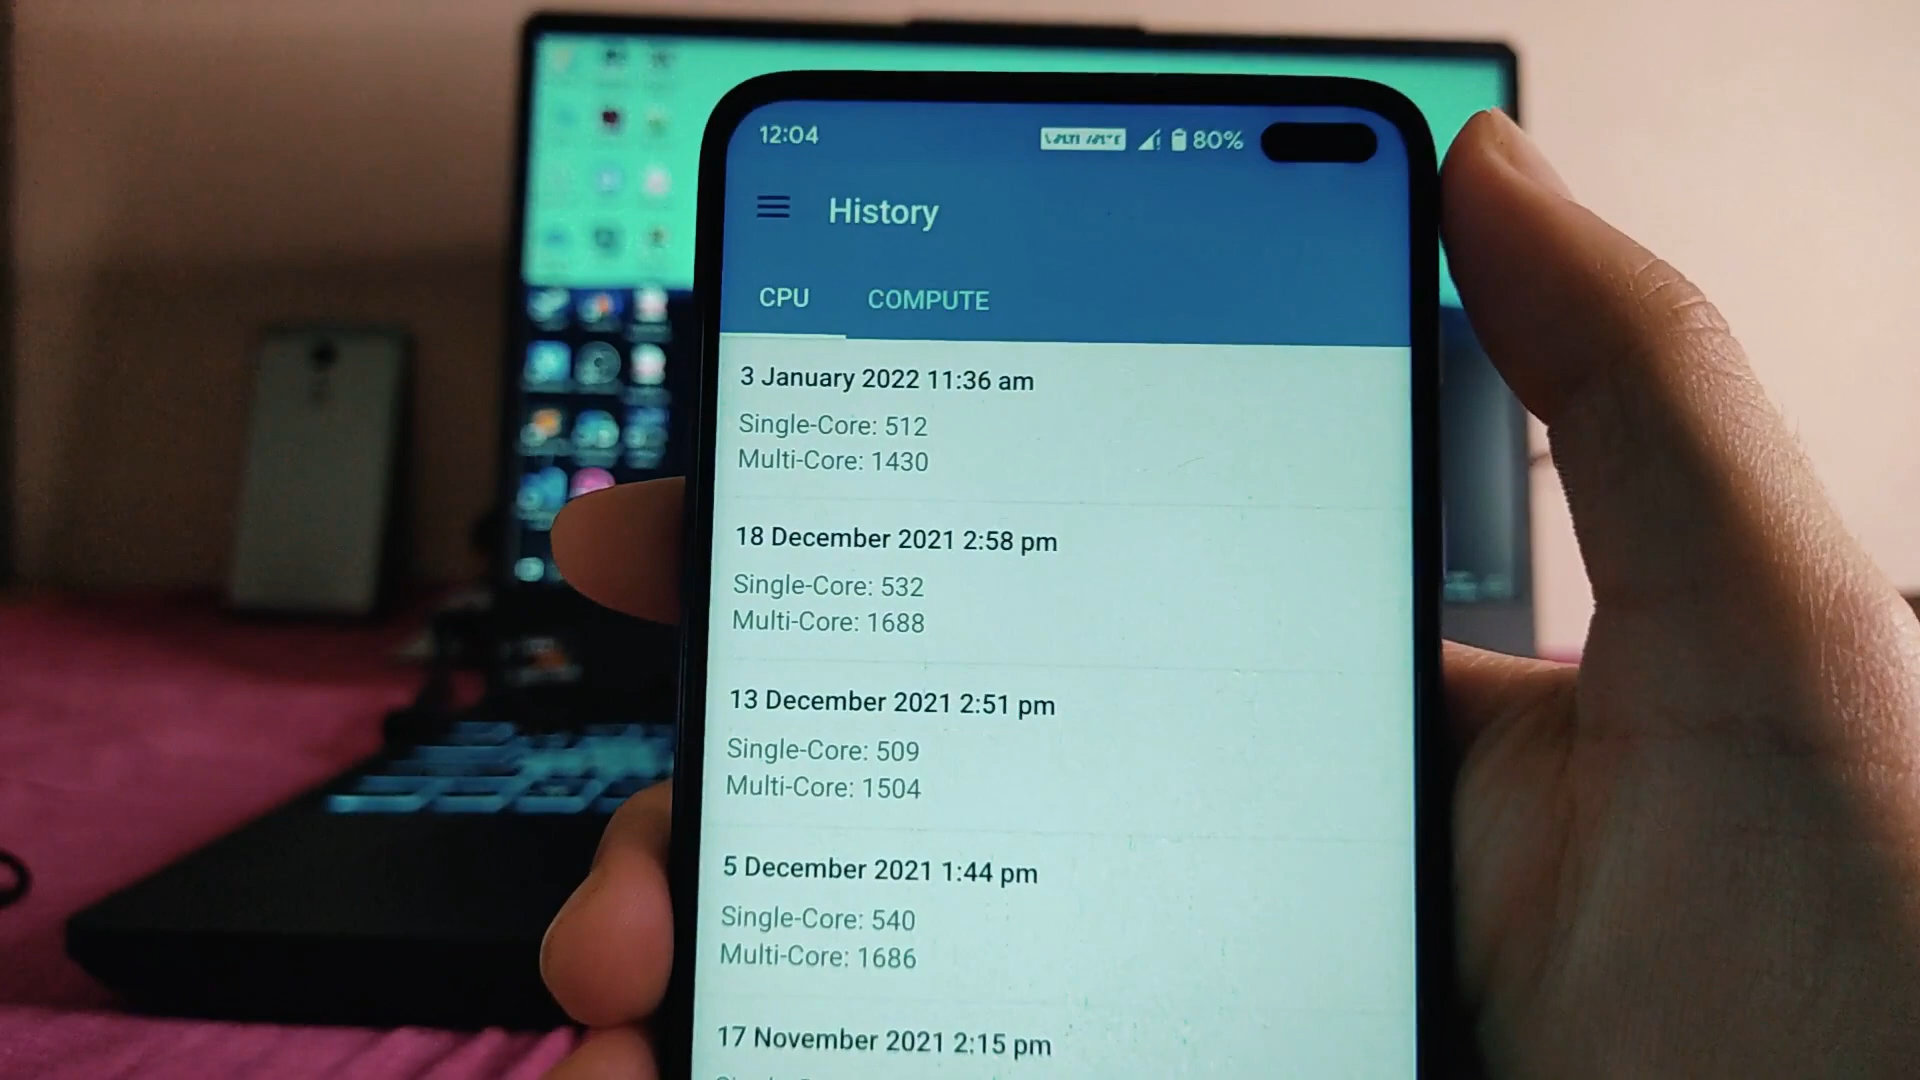 12:04
80%
History
CPU COMPUTE
3 January 2022 11:36 am
Single-Core: 512
Multi-Core: 1430
18 December 2021 2:58 pm
Single-Core: 532
Multi-Core: 1688
13 December 2021 2:51 pm
Single-Core: 509
Multi-Core: 1504
5 December 2021 1:44 pm
Single-Core: 540
Multi-Core: 1686
17 November 2021 2:15 pm